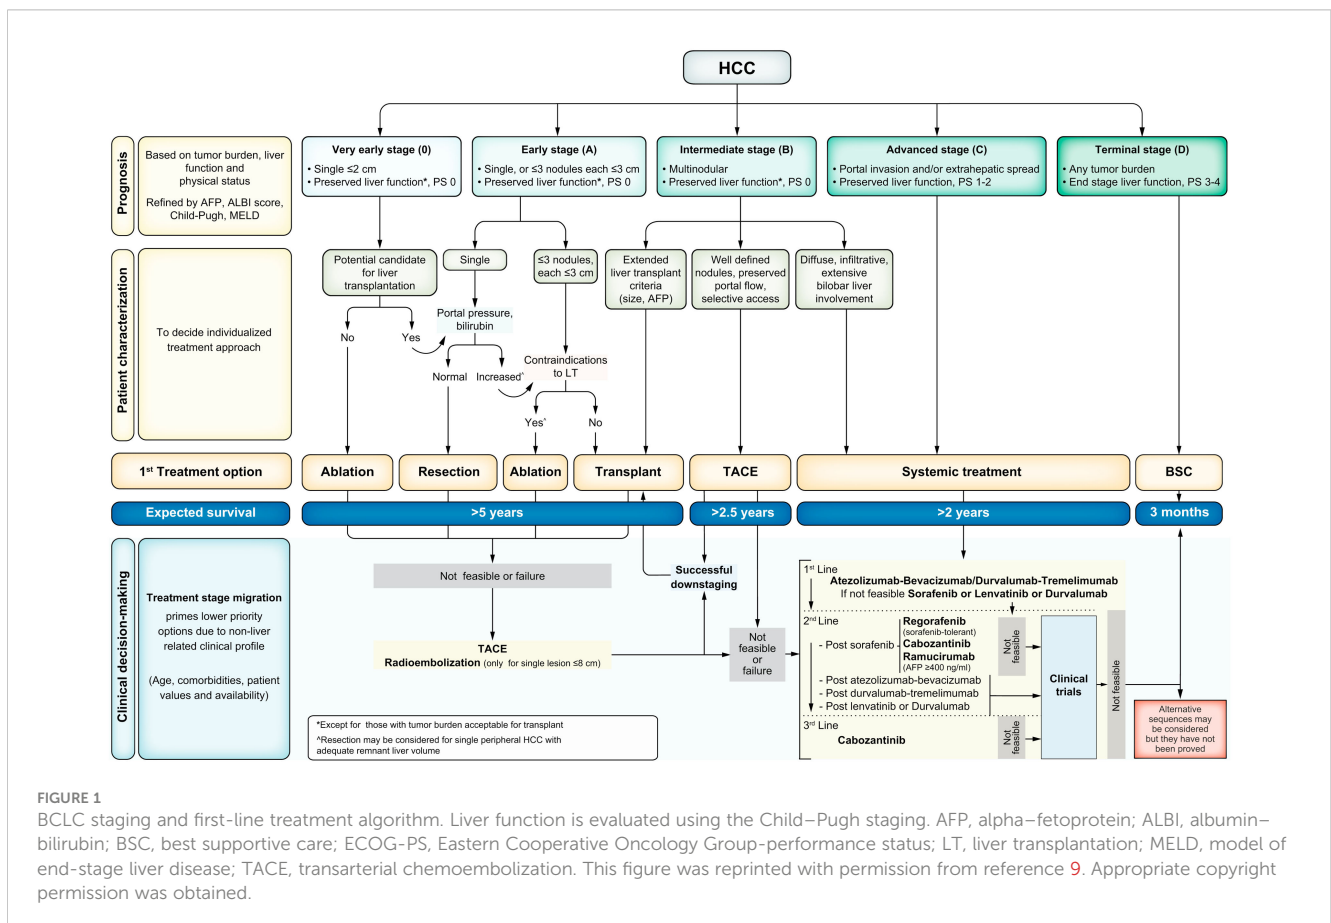 HCC
Prognosis
Based on tumor burden, liver
function and
physical status
Refined by AFP, ALBI score,
Child-Pugh, MELD
Very early stage (0)
• Single ≤2 cm
• Preserved liver function*, PS 0
Early stage (A)
• Single, or ≤3 nodules each ≤3 cm
• Preserved liver function*, PS 0
Intermediate stage (B)
• Multinodular
• Preserved liver function*, PS 0
Advanced stage (C)
• Portal invasion and/or extrahepatic spread
• Preserved liver function, PS 1-2
Terminal stage (D)
• Any tumor burden
• End stage liver function, PS 3-4
Patient characterization
To decide individualized
treatment approach
Potential candidate
for liver
transplantation
Single
≤3 nodules,
each ≤3 cm
Extended
liver transplant
criteria
(size, AFP)
Well defined
nodules, preserved
portal flow,
selective access
Diffuse, infiltrative,
extensive
bilobar liver
involvement
No
Yes
Portal pressure,
bilirubin
Normal
Increased^
Contraindications
to LT
Yes^
No
1st Treatment option
Ablation
Resection
Ablation
Transplant
TACE
Systemic treatment
BSC
Expected survival
>5 years
>2.5 years
>2 years
3 months
Clinical decision-making
Treatment stage migration
primes lower priority
options due to non-liver
related clinical profile
(Age, comorbidities, patient
values and availability)
Not feasible or failure
Successful
downstaging
TACE
Radioembolization (only for single lesion ≤8 cm)
Not
feasible
or
failure
1st Line
Atezolizumab-Bevacizumab/Durvalumab-Tremelimumab
If not feasible Sorafenib or Lenvatinib or Durvalumab
2nd Line
- Post sorafenib
Regorafenib
(sorafenib-tolerant)
Cabozantinib
Ramucirumab
(AFP ≥400 ng/ml)
Not
feasible
- Post atezolizumab-bevacizumab
- Post durvalumab-tremelimumab
- Post lenvatinib or Durvalumab
3rd Line
Cabozantinib
Not
feasible
Clinical
trials
Not feasible
Alternative
sequences may
be considered
but they have not
been proved
*Except for those with tumor burden acceptable for transplant
^Resection may be considered for single peripheral HCC with
adequate remnant liver volume
FIGURE 1
BCLC staging and first-line treatment algorithm. Liver function is evaluated using the Child–Pugh staging. AFP, alpha–fetoprotein; ALBI, albumin–
bilirubin; BSC, best supportive care; ECOG-PS, Eastern Cooperative Oncology Group-performance status; LT, liver transplantation; MELD, model of
end-stage liver disease; TACE, transarterial chemoembolization. This figure was reprinted with permission from reference 9. Appropriate copyright
permission was obtained.